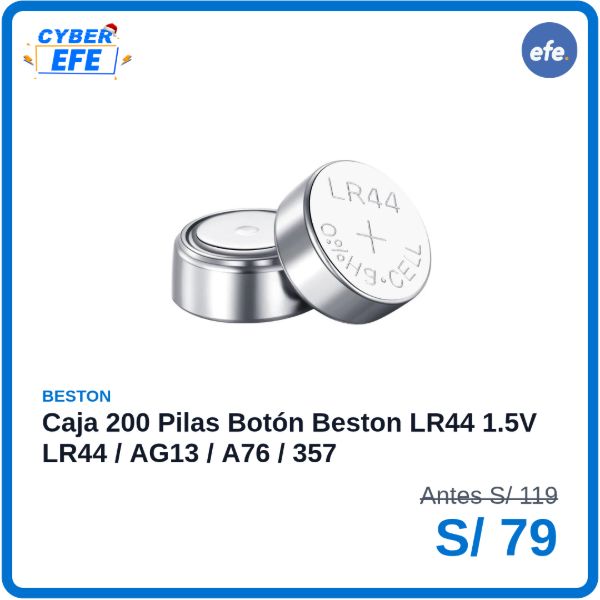 CYBER
EFE
efe.
LR44
+
0%Hg.CELL
BESTON
Caja 200 Pilas Botón Beston LR44 1.5V
LR44 / AG13 / A76 / 357
Antes S/ 119
S/ 79